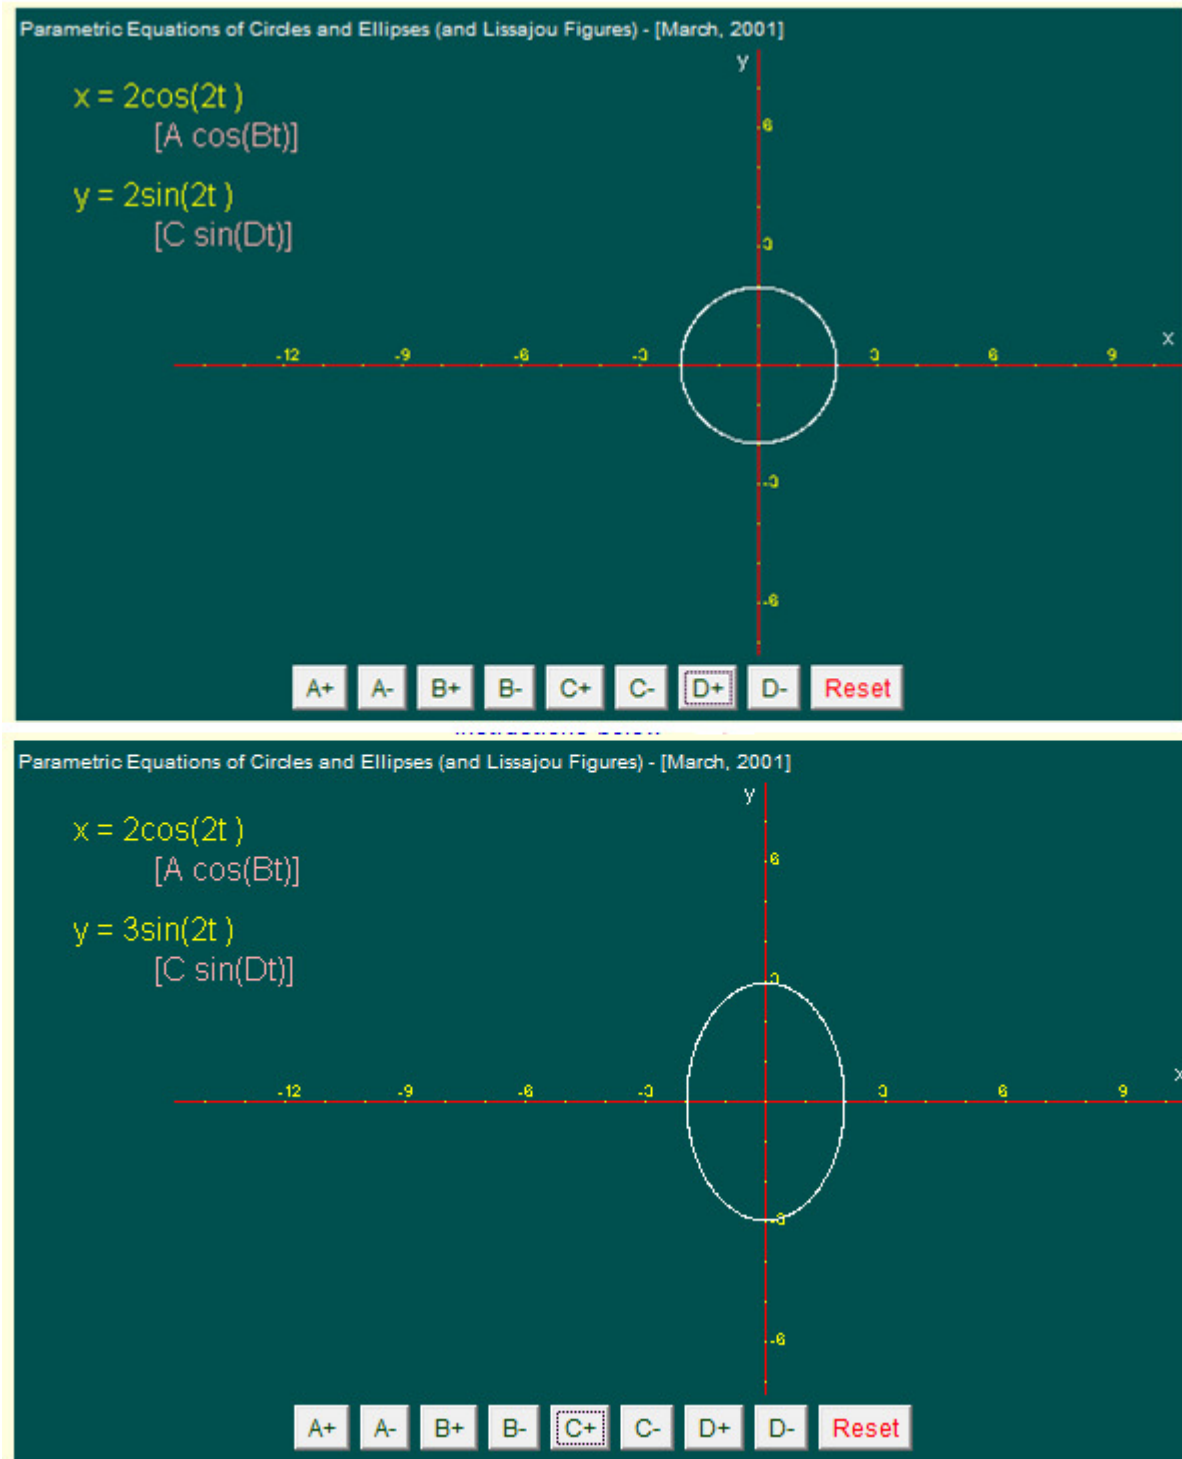 Parametric Equations of Circles and Ellipses (and Lissajou Figures) - [March, 2001]
y
x = 2cos(2t )
[A cos(Bt)]
6
y = 2sin(2t )
[C sin(Dt)]
3
x
-12 -9 -6 -3 3 6 9
-3
-6
A+ A- B+ B- C+ C- D+ D- Reset
Parametric Equations of Circles and Ellipses (and Lissajou Figures) - [March, 2001]
y
x = 2cos(2t )
[A cos(Bt)]
6
y = 3sin(2t )
[C sin(Dt)]
3
x
-12 -9 -6 -3 3 6 9
-3
-6
A+ A- B+ B- C+ C- D+ D- Reset